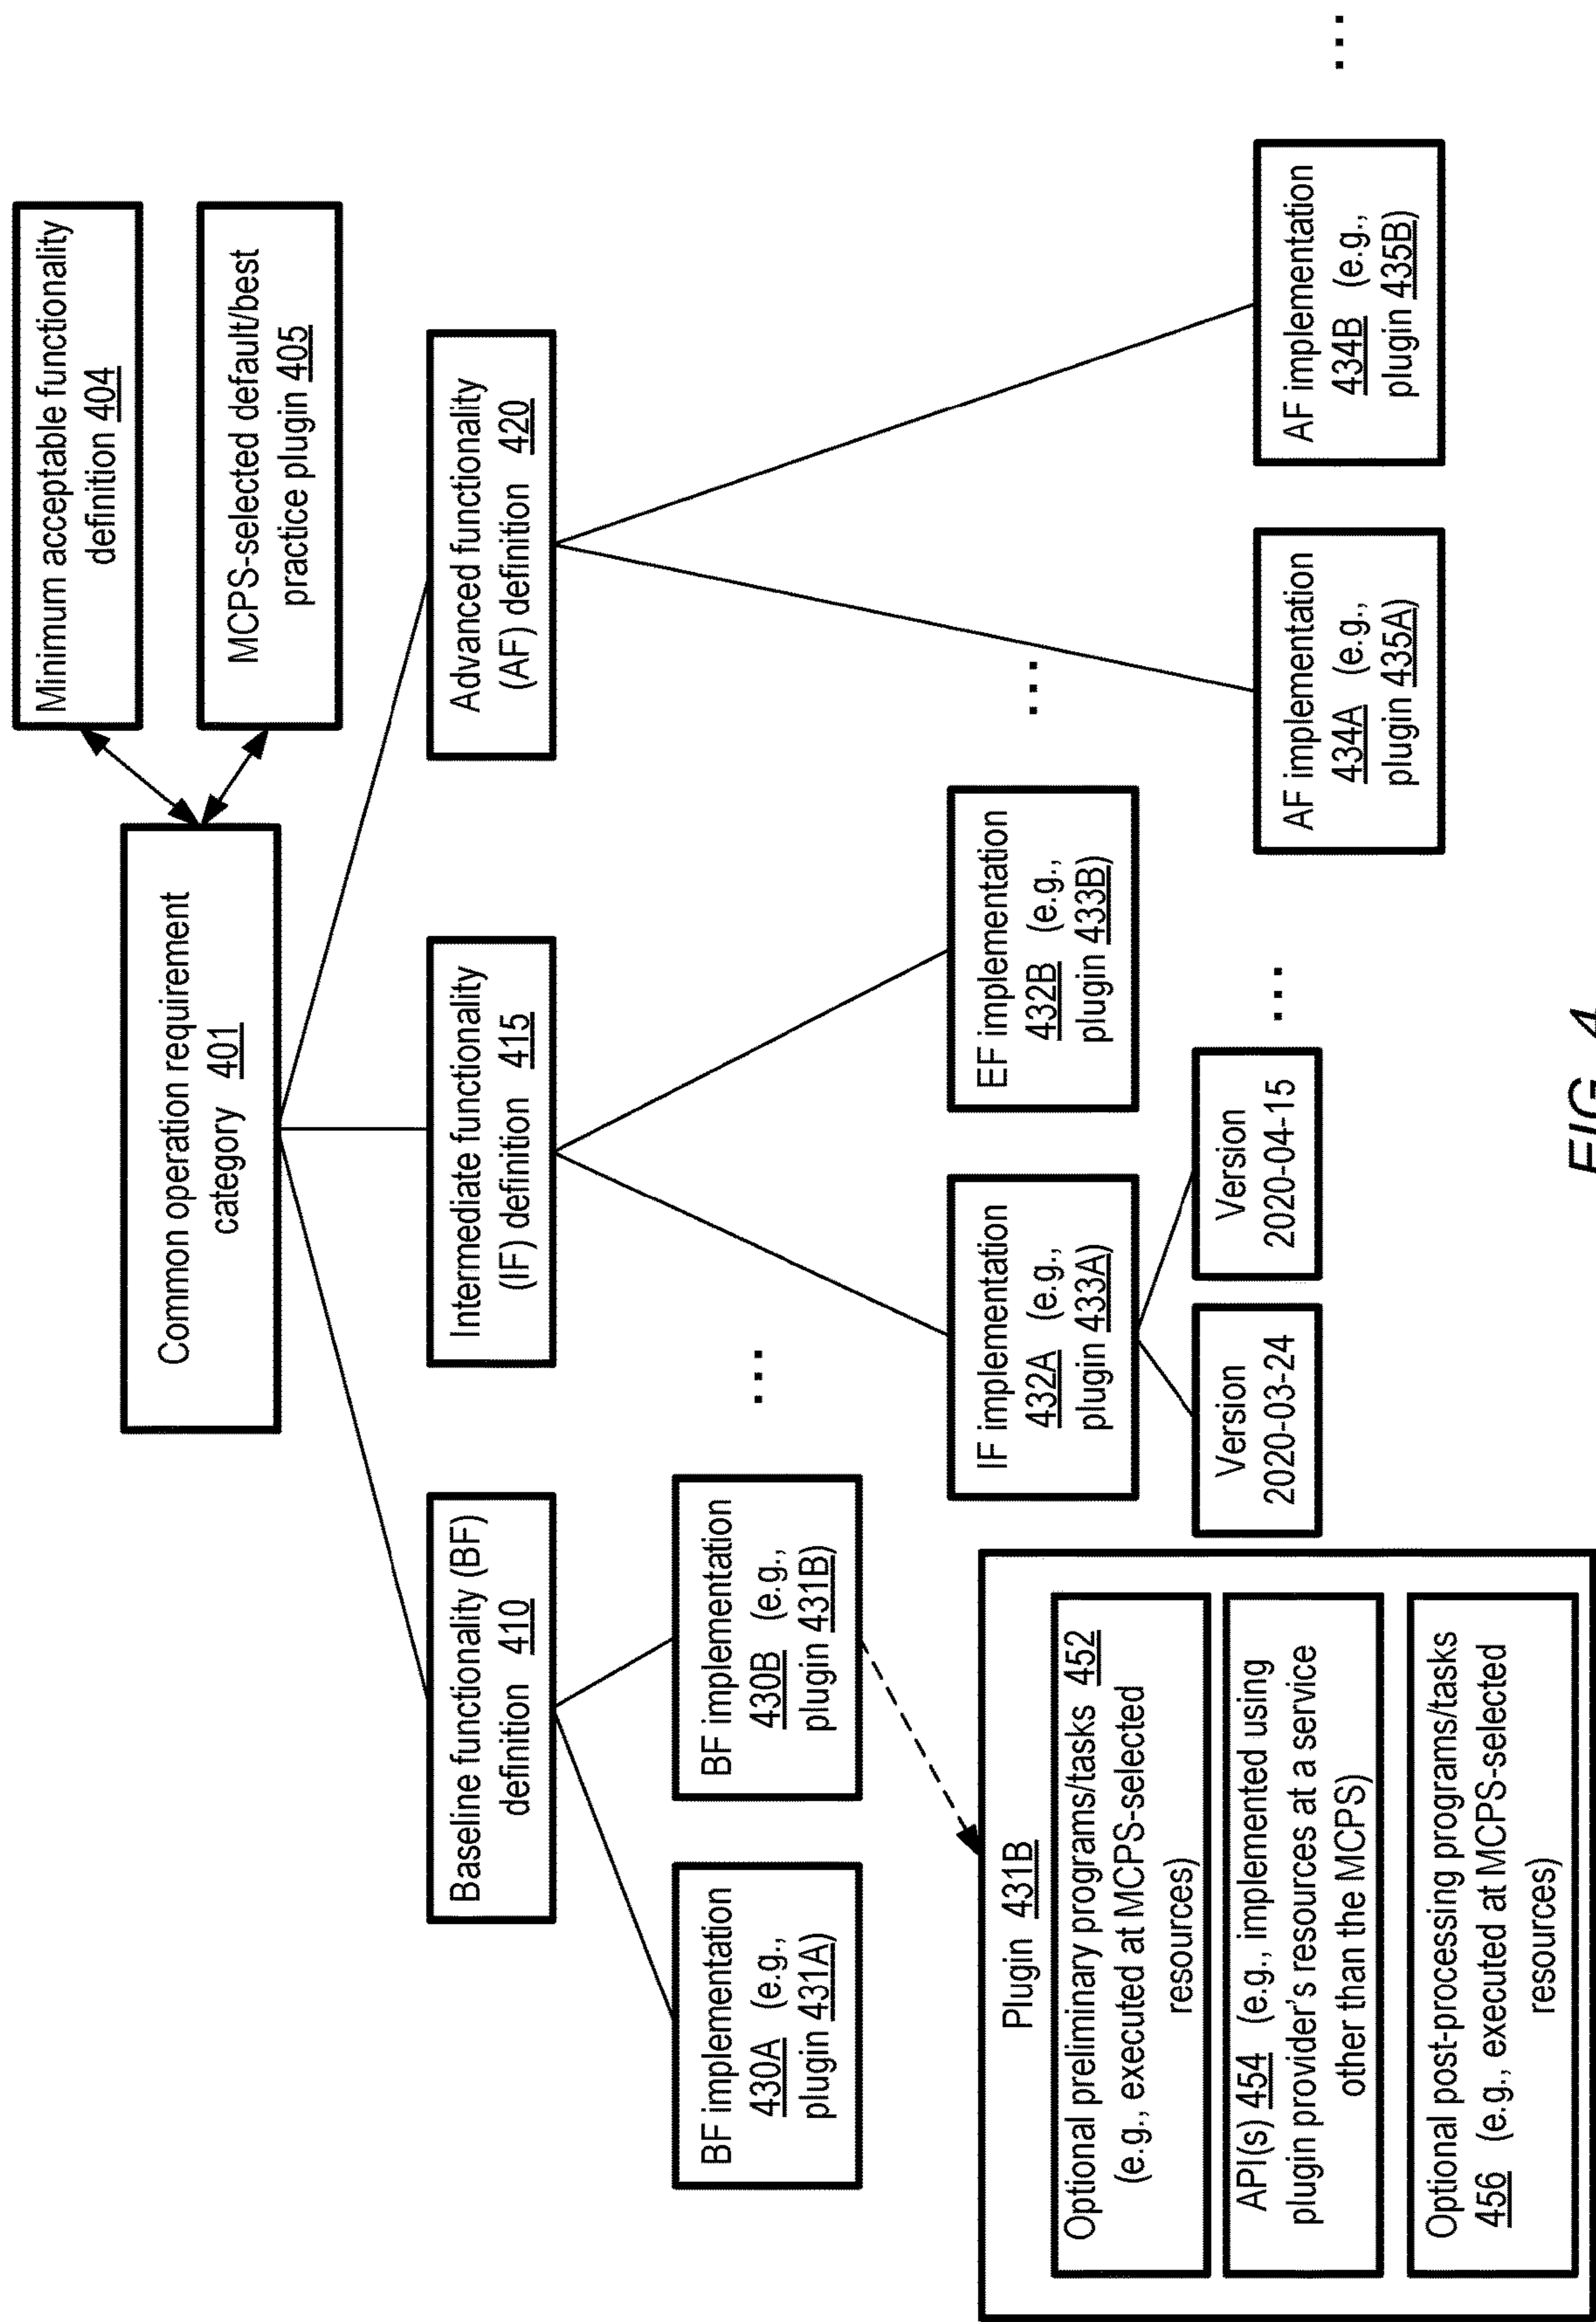 Minimum acceptable functionality
definition 404
Common operation requirement
category 401
MCPS-selected default/best
practice plugin 405
Baseline functionality (BF)
definition 410
Intermediate functionality
(IF) definition 415
Advanced functionality
(AF) definition 420
BF implementation
430A (e.g.,
plugin 431A)
BF implementation
430B (e.g.,
plugin 431B)
...
IF implementation
432A (e.g.,
plugin 433A)
EF implementation
432B (e.g.,
plugin 433B)
...
Version
2020-03-24
Version
2020-04-15
...
AF implementation
434A (e.g.,
plugin 435A)
AF implementation
434B (e.g.,
plugin 435B)
...
Plugin 431B
Optional preliminary programs/tasks 452
(e.g., executed at MCPS-selected
resources)
API(s) 454 (e.g., implemented using
plugin provider's resources at a service
other than the MCPS)
Optional post-processing programs/tasks
456 (e.g., executed at MCPS-selected
resources)
FIG. 4